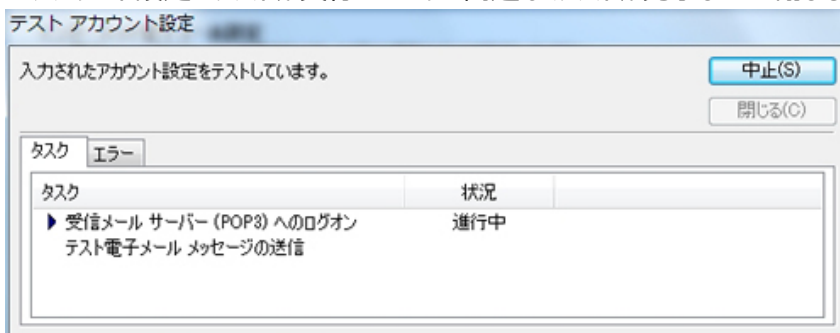 テスト アカウント設定
入力されたアカウント設定をテストしています。
中止(S)
閉じる(C)
タスク エラー
タスク 状況
受信メール サーバー (POP3) へのログオン 進行中
テスト電子メール メッセージの送信